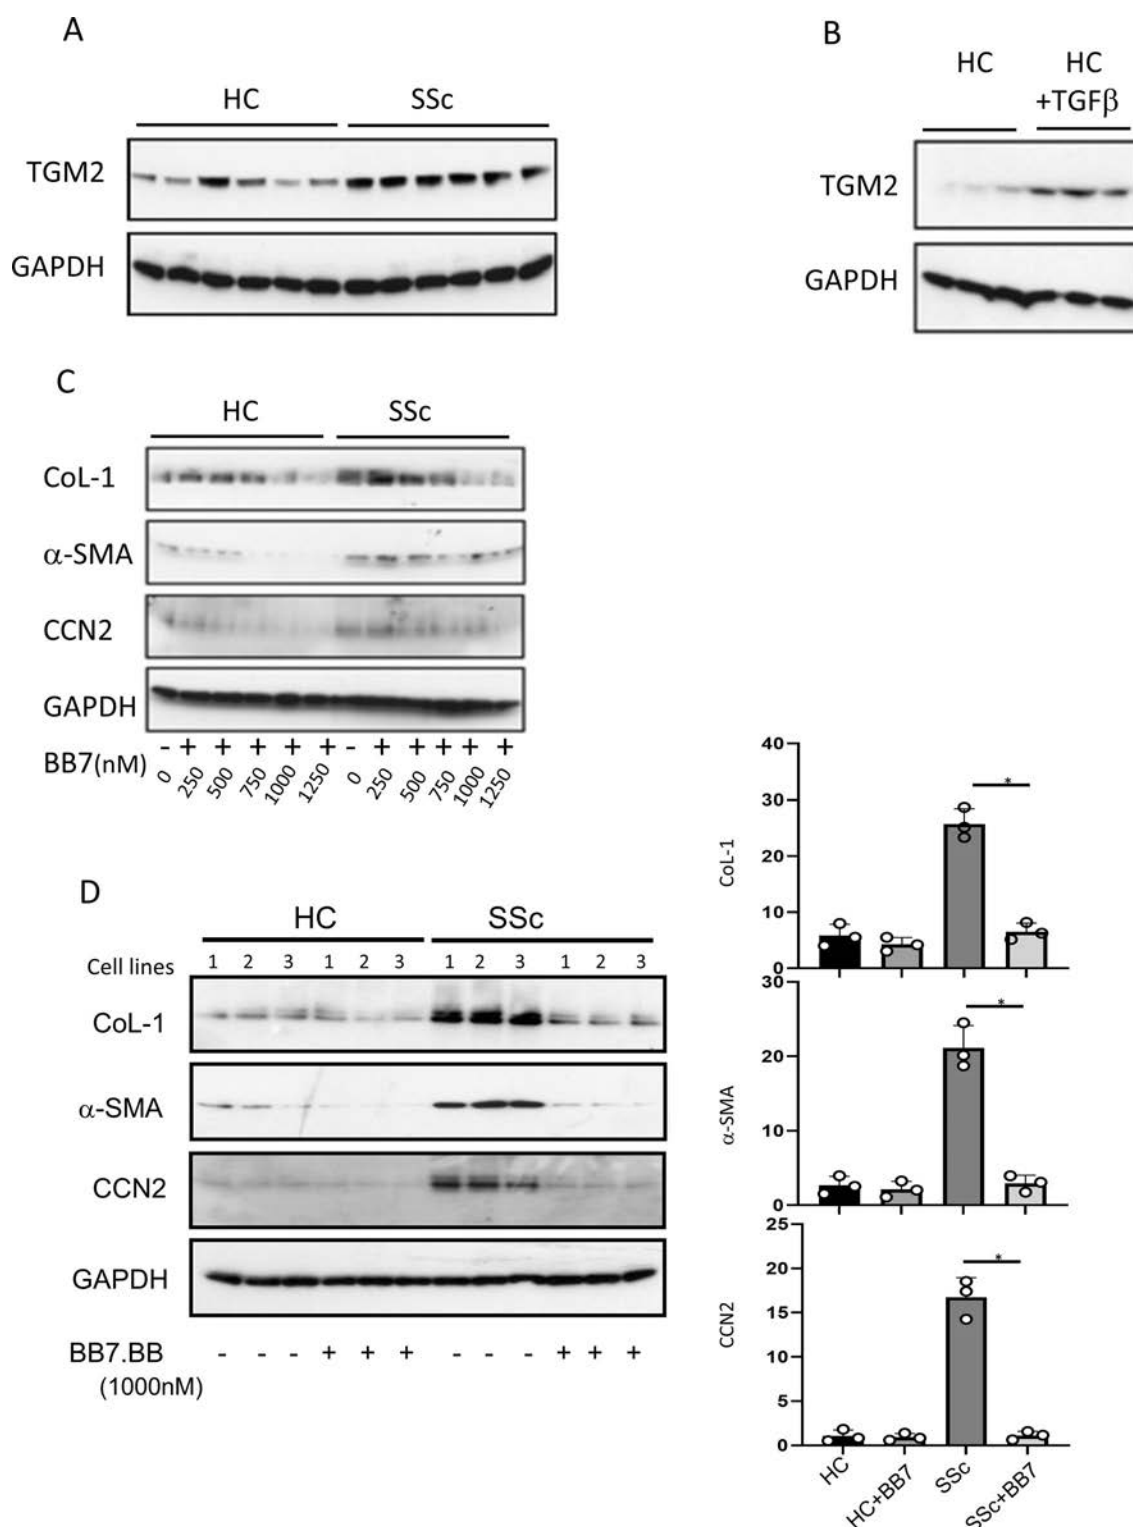 A
HC SSc
TGM2
GAPDH
B
HC HC
+TGFβ
TGM2
GAPDH
C
HC SSc
CoL-1
α-SMA
CCN2
GAPDH
- + + + + + - + + + + +
BB7(nM) 0 250 500 750 1000 1250 0 250 500 750 1000 1250
D
HC SSc
Cell lines 1 2 3 1 2 3 1 2 3 1 2 3
CoL-1
α-SMA
CCN2
GAPDH
BB7.BB - - - + + + - - - + + +
(1000nM)
40
30
20
10
0
CoL-1
*
30
20
10
0
α-SMA
*
25
20
15
10
5
0
CCN2
*
HC HC+BB7 SSc SSc+BB7